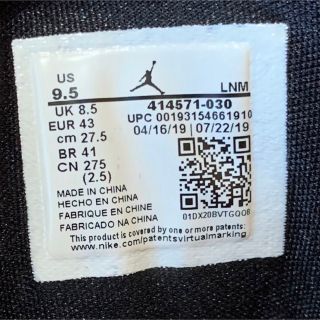 US
9.5
LNM
UK 8.5
414571-030
EUR 43
UPC 00193154661910
cm 27.5
04/16/19 07/22/19
BR 41
CN 275
(2.5)
MADE IN CHINA
HECHO EN CHINA
FABRIQUE EN CHINE
FABRICADO NA CHINA
01DX20BVTGQO8
This product is covered by one or more
www.nike.com/patentsvirtualmarking